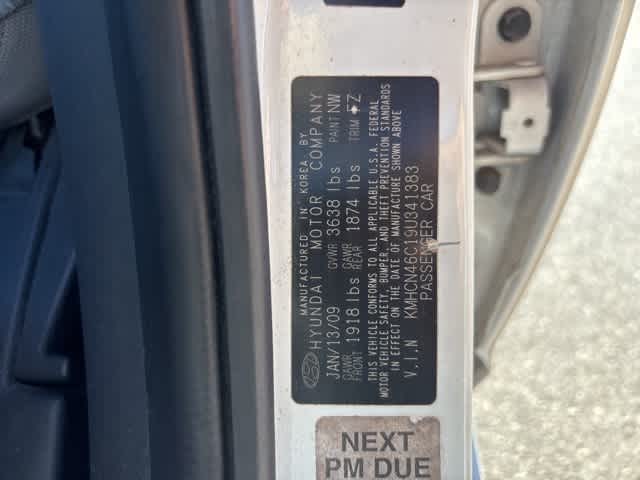 MANUFACTURED IN KOREA BY
HYUNDAI MOTOR COMPANY
JAN/13/09 GVWR 3638 lbs PAINT NW
GAWR FRONT 1918 lbs GAWR REAR 1874 lbs TRIM FZ
THIS VEHICLE CONFORMS TO ALL APPLICABLE U.S.A. FEDERAL
MOTOR VEHICLE SAFETY, BUMPER, AND THEFT PREVENTION STANDARDS
IN EFFECT ON THE DATE OF MANUFACTURE SHOWN ABOVE
V.I.N KMHCN46C19U341383
PASSENGER CAR
NEXT
PM DUE